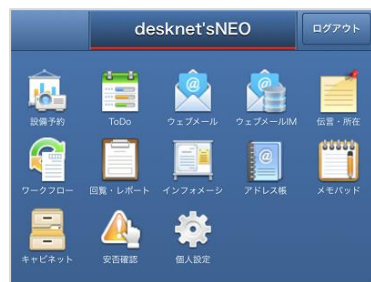 desknet'sNEO
ログアウト
設備予約
ToDo
ウェブメール
ウェブメールIM
伝言・所在
ワークフロー
回覧・レポート
インフォメーシ
アドレス帳
メモパッド
キャビネット
安否確認
個人設定